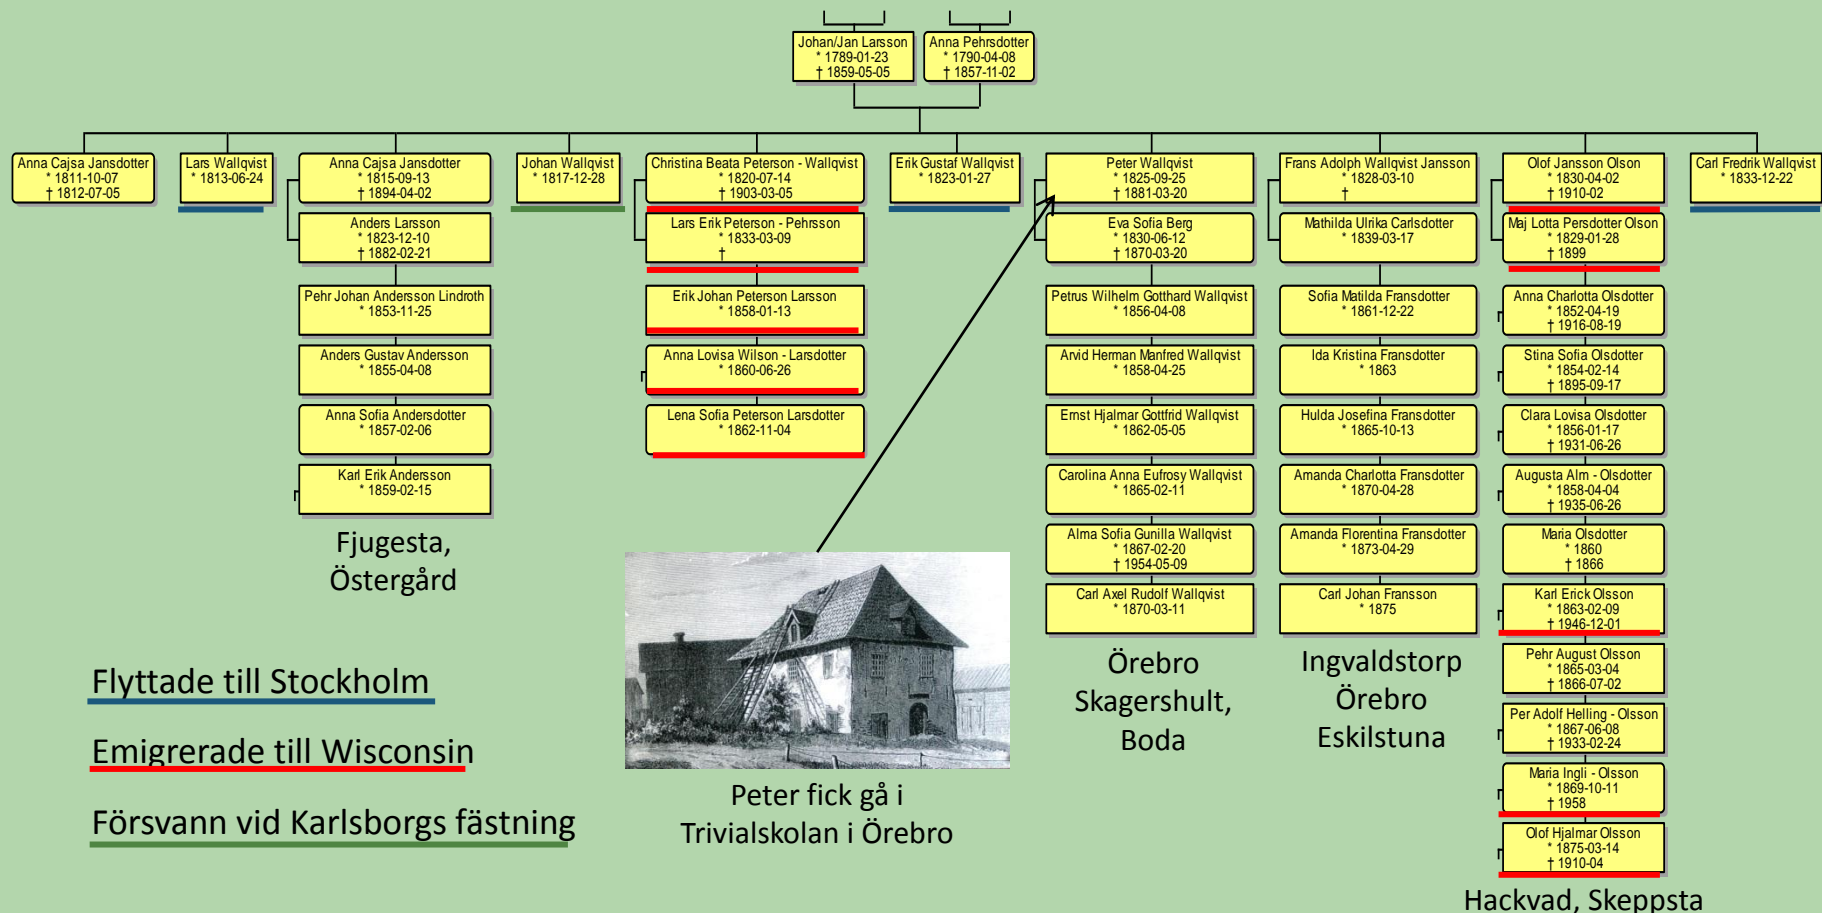 Johan/Jan Larsson
* 1789-01-23
† 1859-05-05
Anna Pehrsdotter
* 1790-04-08
† 1857-11-02
Anna Cajsa Jansdotter
* 1811-10-07
† 1812-07-05
Lars Wallqvist
* 1813-06-24
Anna Cajsa Jansdotter
* 1815-09-13
† 1894-04-02
Anders Larsson
* 1823-12-10
† 1882-02-21
Pehr Johan Andersson Lindroth
* 1853-11-25
Anders Gustav Andersson
* 1855-04-08
Anna Sofia Andersdotter
* 1857-02-06
Karl Erik Andersson
* 1859-02-15
Fjugesta,
Östergård
Johan Wallqvist
* 1817-12-28
Christina Beata Peterson - Wallqvist
* 1820-07-14
† 1903-03-05
Lars Erik Peterson - Pehrsson
* 1833-03-09
†
Erik Johan Peterson Larsson
* 1858-01-13
Anna Lovisa Wilson - Larsdotter
* 1860-06-26
Lena Sofia Peterson Larsdotter
* 1862-11-04
Erik Gustaf Wallqvist
* 1823-01-27
Peter Wallqvist
* 1825-09-25
† 1881-03-20
Eva Sofia Berg
* 1830-06-12
† 1870-03-20
Petrus Wilhelm Gotthard Wallqvist
* 1856-04-08
Arvid Herman Manfred Wallqvist
* 1858-04-25
Ernst Hjalmar Gottfrid Wallqvist
* 1862-05-05
Carolina Anna Eufrosy Wallqvist
* 1865-02-11
Alma Sofia Gunilla Wallqvist
* 1867-02-20
† 1954-05-09
Carl Axel Rudolf Wallqvist
* 1870-03-11
Örebro
Skagershult,
Boda
Frans Adolph Wallqvist Jansson
* 1828-03-10
†
Mathilda Ulrika Carlsdotter
* 1839-03-17
Sofia Matilda Fransdotter
* 1861-12-22
Ida Kristina Fransdotter
* 1863
Hulda Josefina Fransdotter
* 1865-10-13
Amanda Charlotta Fransdotter
* 1870-04-28
Amanda Florentina Fransdotter
* 1873-04-29
Carl Johan Fransson
* 1875
Ingvaldstorp
Örebro
Eskilstuna
Olof Jansson Olson
* 1830-04-02
† 1910-02
Maj Lotta Persdotter Olson
* 1829-01-28
† 1899
Anna Charlotta Olsdotter
* 1852-04-19
† 1916-08-19
Stina Sofia Olsdotter
* 1854-02-14
† 1895-09-17
Clara Lovisa Olsdotter
* 1856-01-17
† 1931-06-26
Augusta Alm - Olsdotter
* 1858-04-04
† 1935-06-26
Maria Olsdotter
* 1860
† 1866
Karl Erick Olsson
* 1863-02-09
† 1946-12-01
Pehr August Olsson
* 1865-03-04
† 1866-07-02
Per Adolf Helling - Olsson
* 1867-06-08
† 1933-02-24
Maria Ingli - Olsson
* 1869-10-11
† 1958
Olof Hjalmar Olsson
* 1875-03-14
† 1910-04
Hackvad, Skeppsta
Carl Fredrik Wallqvist
* 1833-12-22
Flyttade till Stockholm
Emigrerade till Wisconsin
Försvann vid Karlsborgs fästning
Peter fick gå i
Trivialskolan i Örebro